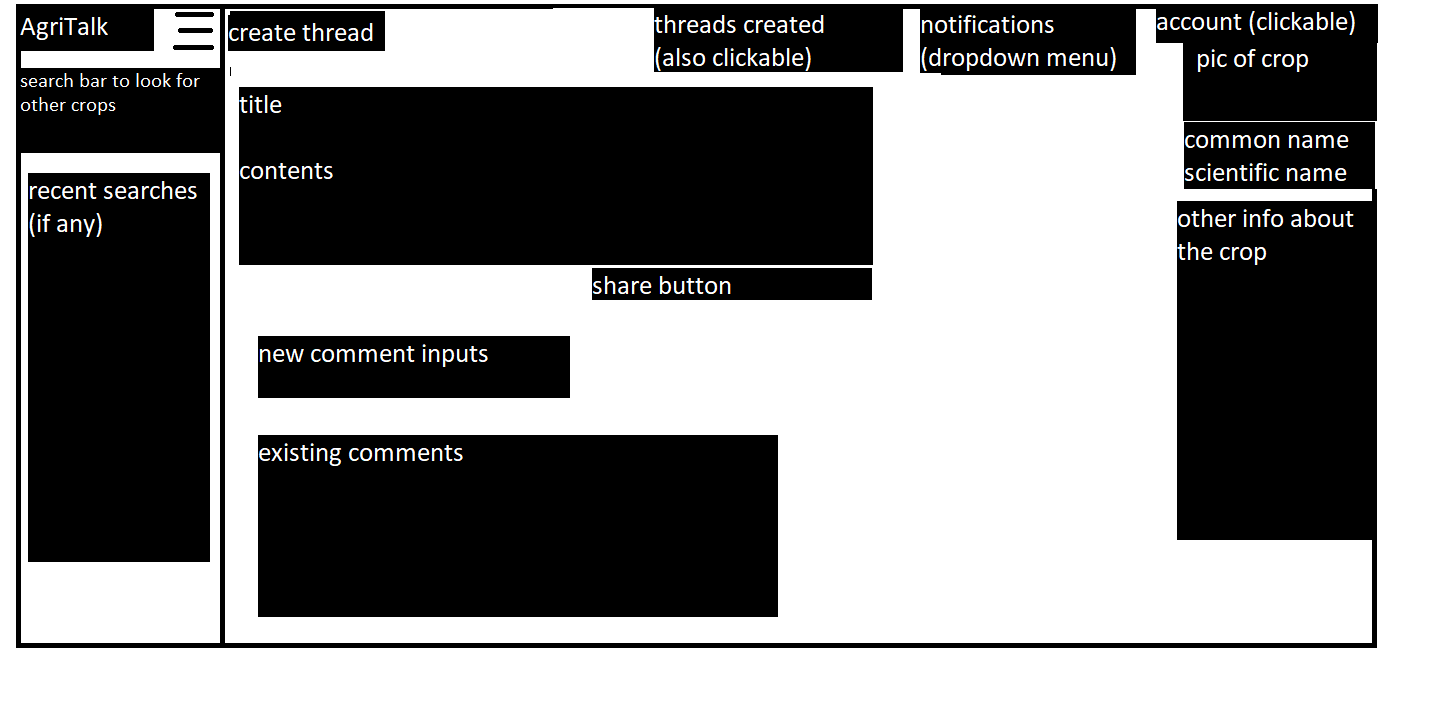 AgriTalk
search bar to look for
other crops
recent searches
(if any)
create thread
threads created
(also clickable)
notifications
(dropdown menu)
account (clickable)
title
contents
share button
new comment inputs
existing comments
pic of crop
common name
scientific name
other info about
the crop